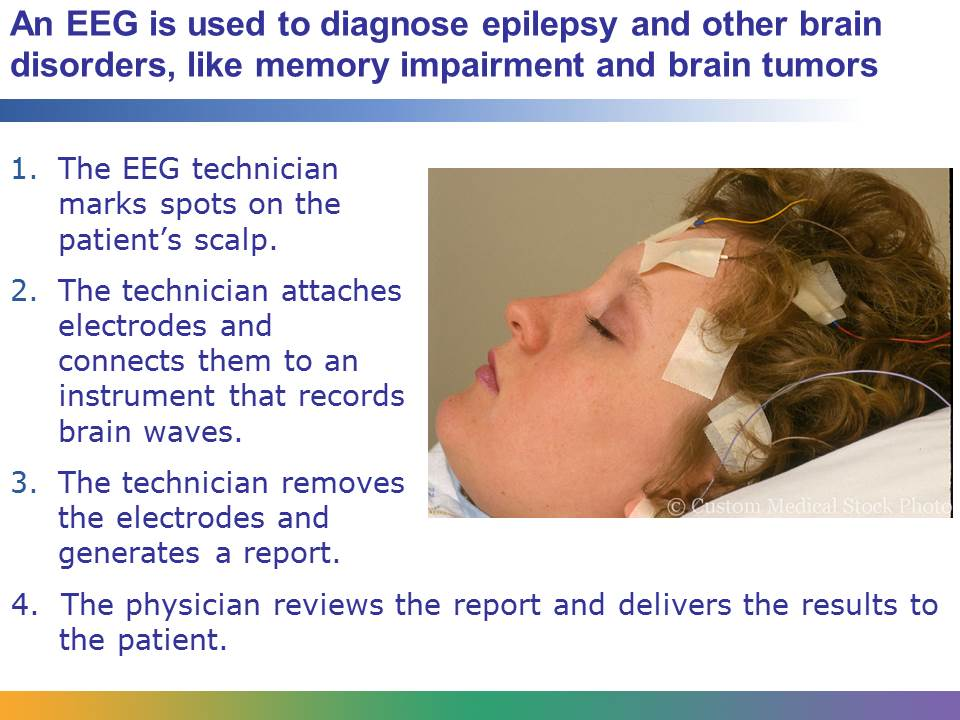 An EEG is used to diagnose epilepsy and other brain
disorders, like memory impairment and brain tumors
1. The EEG technician
marks spots on the
patient’s scalp.
2. The technician attaches
electrodes and
connects them to an
instrument that records
brain waves.
3. The technician removes
the electrodes and
generates a report.
4. The physician reviews the report and delivers the results to
the patient.
© Custom Medical Stock Photo